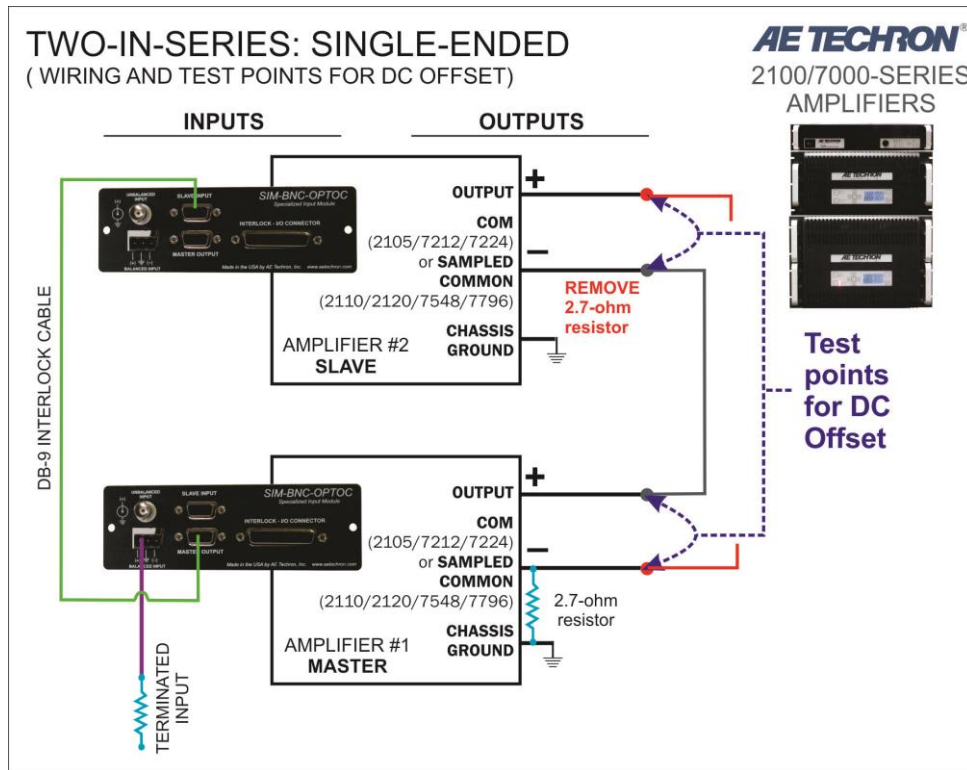 TWO-IN-SERIES: SINGLE-ENDED
( WIRING AND TEST POINTS FOR DC OFFSET)
AE TECHRON®
2100/7000-SERIES
AMPLIFIERS
INPUTS
OUTPUTS
DB-9 INTERLOCK CABLE
UNBALANCED
INPUT
SLAVE INPUT
SIM-BNC-OPTOC
Specialized Input Module
INTERLOCK - I/O CONNECTOR
MASTER OUTPUT
BALANCED INPUT
Made in the USA by AE Techron, Inc. www.aetechron.com
OUTPUT
+
COM
(2105/7212/7224)
or SAMPLED
COMMON
(2110/2120/7548/7796)
−
CHASSIS
GROUND
AMPLIFIER #2
SLAVE
REMOVE
2.7-ohm
resistor
AE TECHRON
AE TECHRON
Test
points
for DC
Offset
UNBALANCED
INPUT
SLAVE INPUT
SIM-BNC-OPTOC
Specialized Input Module
INTERLOCK - I/O CONNECTOR
MASTER OUTPUT
(+) (−)
BALANCED INPUT
Made in the USA by AE Techron, Inc. www.aetechron.com
OUTPUT
+
COM
(2105/7212/7224)
or SAMPLED
COMMON
(2110/2120/7548/7796)
−
CHASSIS
GROUND
AMPLIFIER #1
MASTER
2.7-ohm
resistor
TERMINATED
INPUT